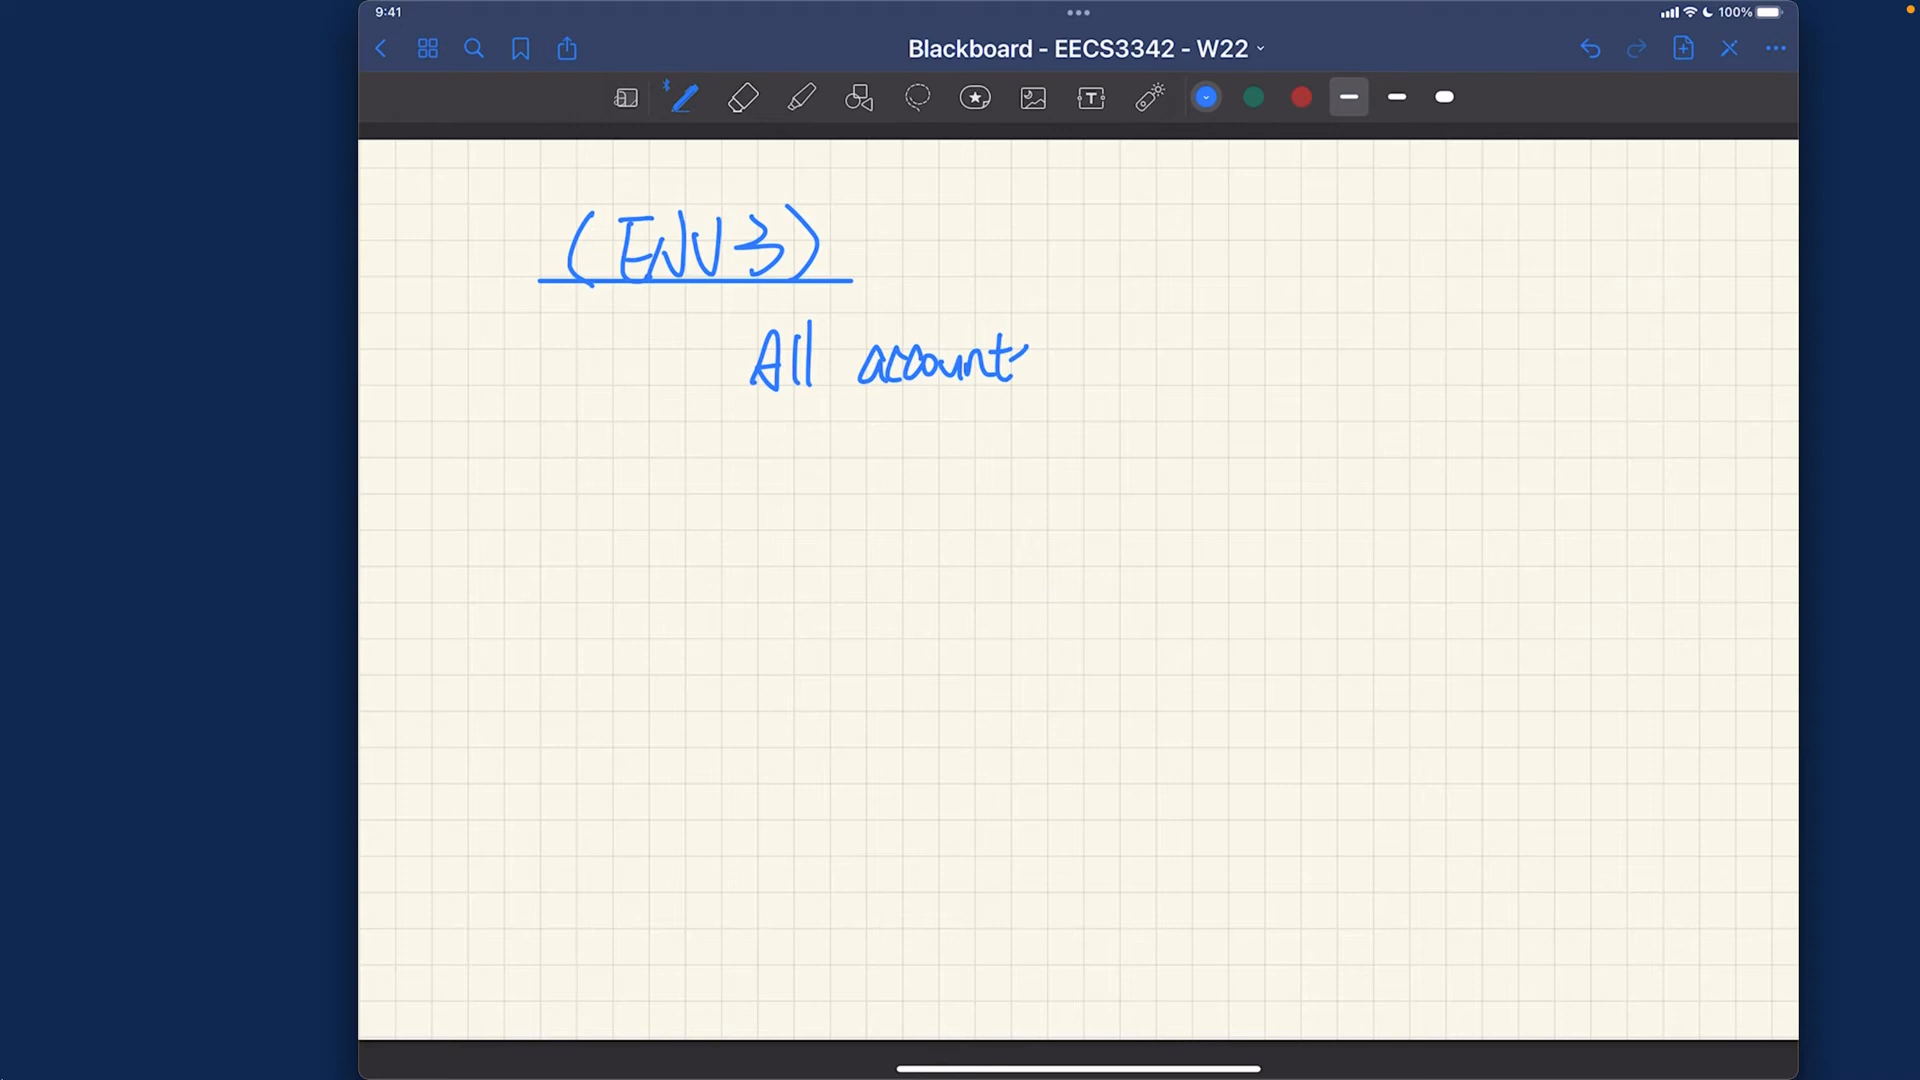 9:41
100%
Blackboard - EECS3342 - W22
(ENV3)
All account